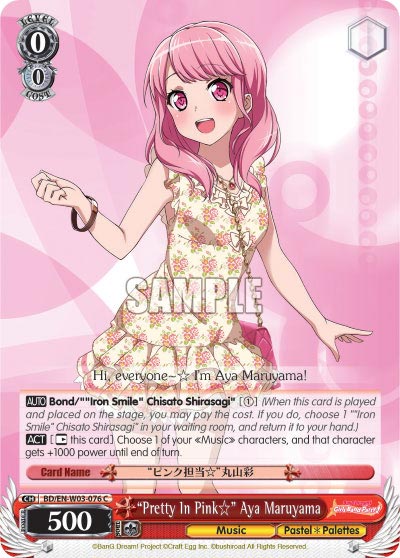 LEVEL
0
0
COST
SAMPLE
Hi, everyone~☆ I'm Aya Maruyama!
AUTO Bond/""Iron Smile" Chisato Shirasagi" [①] (When this card is played
and placed on the stage, you may pay the cost. If you do, choose 1 ""Iron
Smile" Chisato Shirasagi" in your waiting room, and return it to your hand.)
ACT [ this card] Choose 1 of your «Music» characters, and that character
gets +1000 power until end of turn.
Card Name
"ピンク担当☆"丸山彩
CH BD/EN-W03-076 C
500
"Pretty In Pink☆" Aya Maruyama
Music
Pastel＊Palettes
©BanG Dream! Project ©Craft Egg Inc. ©bushiroad All Rights Reserved.